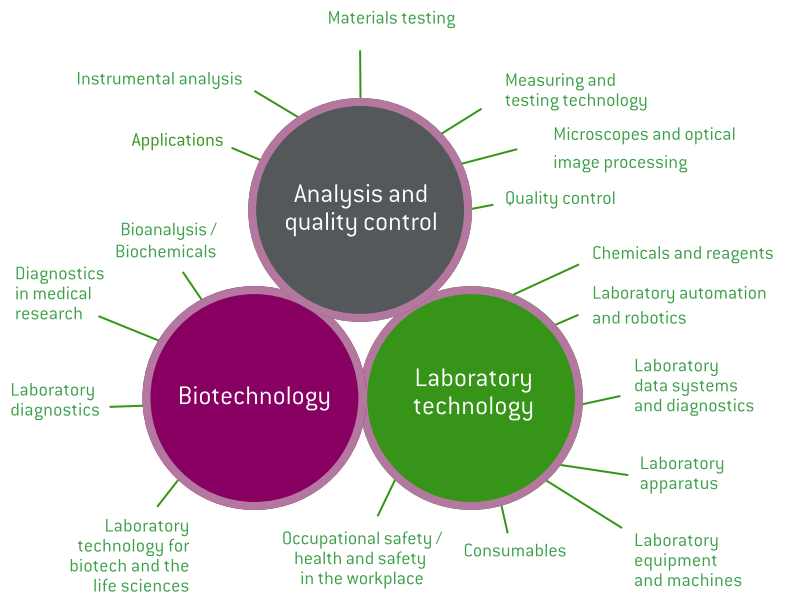 Materials testing
Instrumental analysis
Measuring and
testing technology
Applications
Microscopes and optical
image processing
Quality control
Analysis and
quality control
Bioanalysis /
Biochemicals
Diagnostics
in medical
research
Laboratory
diagnostics
Biotechnology
Laboratory
technology for
biotech and the
life sciences
Chemicals and reagents
Laboratory automation
and robotics
Laboratory
data systems
and diagnostics
Laboratory
technology
Laboratory
apparatus
Laboratory
equipment
and machines
Consumables
Occupational safety /
health and safety
in the workplace